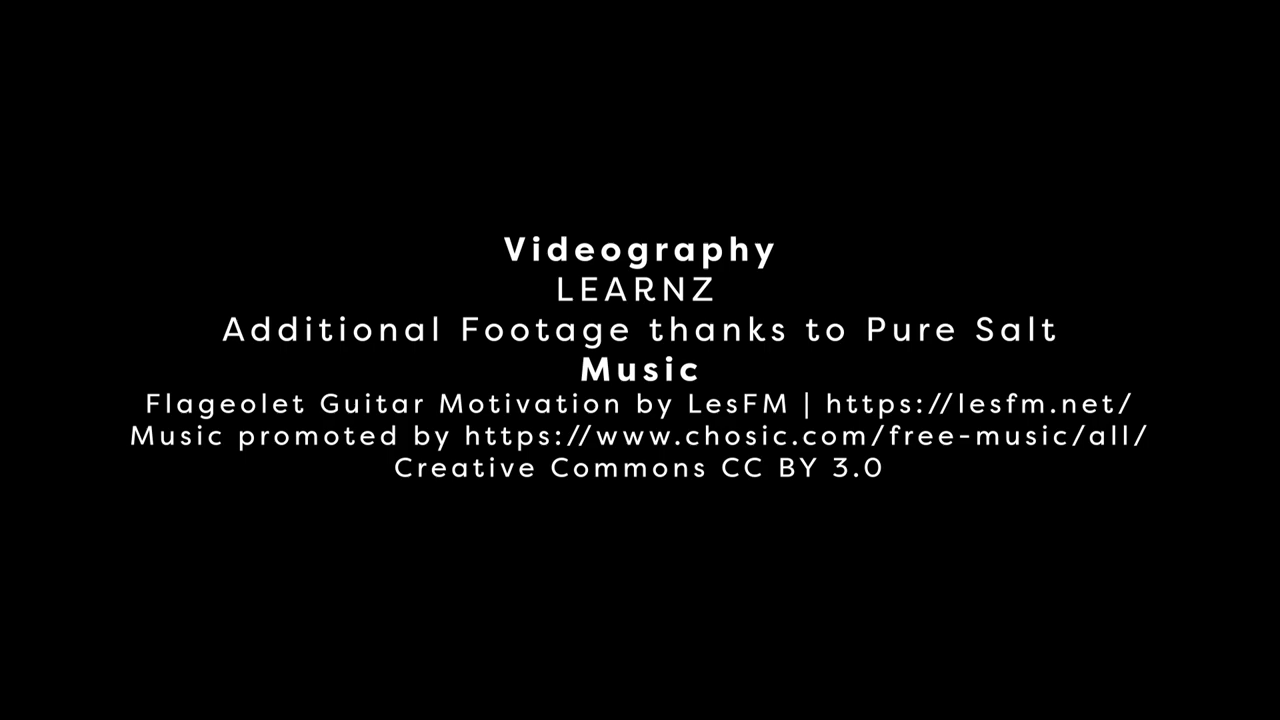 Videography
LEARNZ
Additional Footage thanks to Pure Salt
Music
Flageolet Guitar Motivation by LesFM | https://lesfm.net/
Music promoted by https://www.chosic.com/free-music/all/
Creative Commons CC BY 3.0